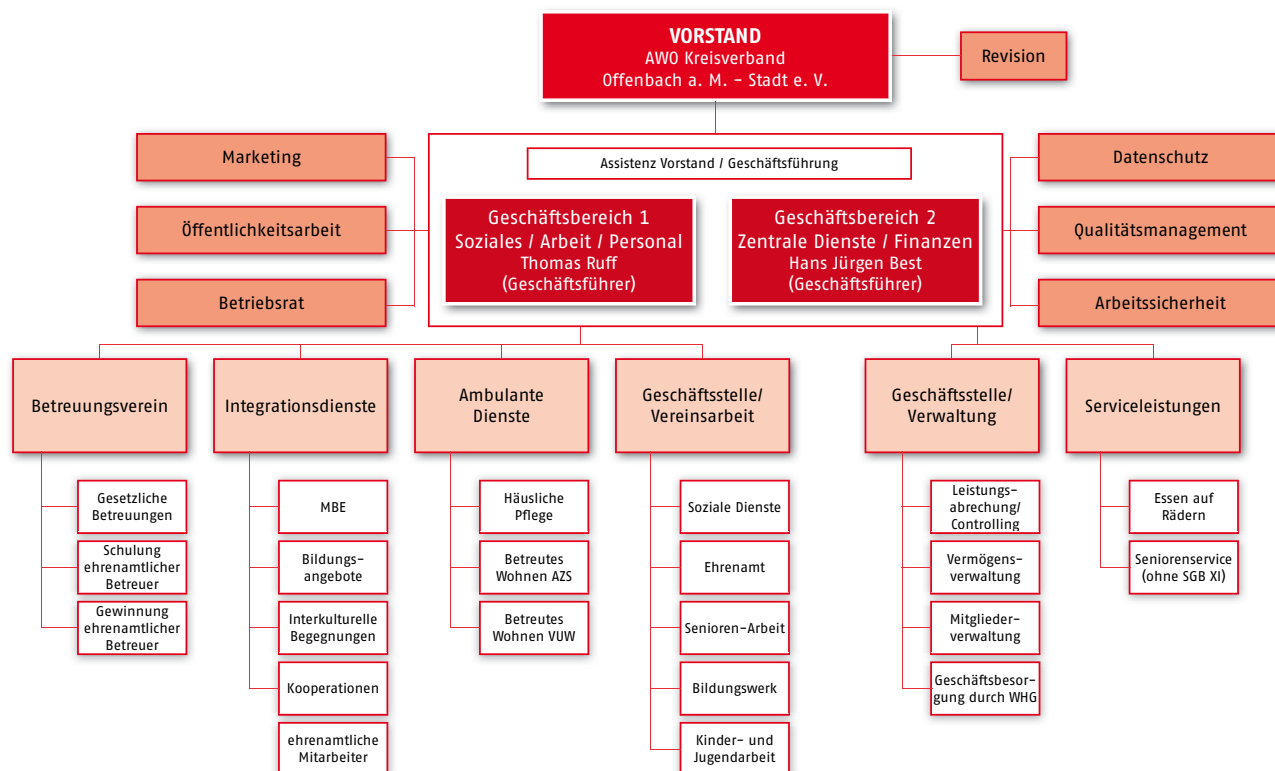 VORSTAND
AWO Kreisverband
Offenbach a. M. – Stadt e. V.
Revision
Marketing
Öffentlichkeitsarbeit
Betriebsrat
Assistenz Vorstand / Geschäftsführung
Geschäftsbereich 1
Soziales / Arbeit / Personal
Thomas Ruff
(Geschäftsführer)
Geschäftsbereich 2
Zentrale Dienste / Finanzen
Hans Jürgen Best
(Geschäftsführer)
Datenschutz
Qualitätsmanagement
Arbeitssicherheit
Betreuungsverein
Gesetzliche
Betreuungen
Schulung
ehrenamtlicher
Betreuer
Gewinnung
ehrenamtlicher
Betreuer
Integrationsdienste
MBE
Bildungs-
angebote
Interkulturelle
Begegnungen
Kooperationen
ehrenamtliche
Mitarbeiter
Ambulante
Dienste
Häusliche
Pflege
Betreutes
Wohnen AZS
Betreutes
Wohnen VUW
Geschäftsstelle/
Vereinsarbeit
Soziale Dienste
Ehrenamt
Senioren-Arbeit
Bildungswerk
Kinder- und
Jugendarbeit
Geschäftsstelle/
Verwaltung
Leistungs-
abrechung/
Controlling
Vermögens-
verwaltung
Mitglieder-
verwaltung
Geschäftsbesor-
gung durch WHG
Serviceleistungen
Essen auf
Rädern
Seniorenservice
(ohne SGB XI)